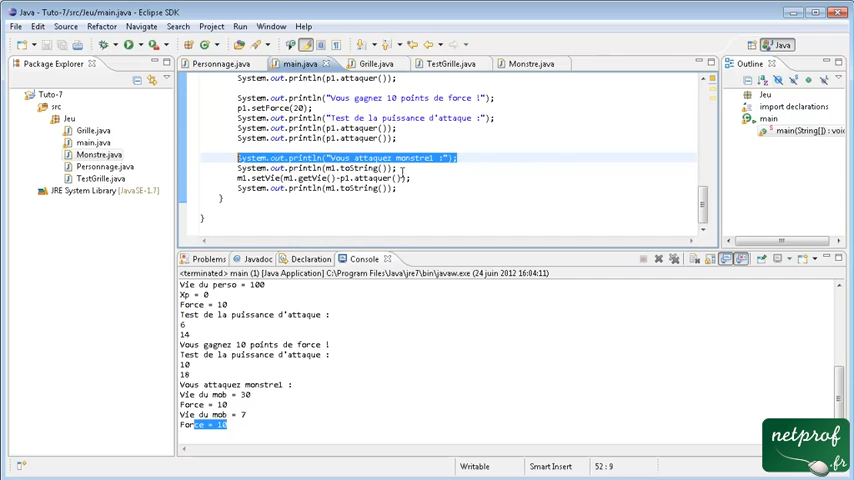 Java - Tuto-7/src/Jeu/main.java - Eclipse SDK
File Edit Source Refactor Navigate Search Project Run Window Help
Java
Package Explorer
Personnage.java main.java Grille.java TestGrille.java Monstre.java
Outline
Tuto-7
src
Jeu
Grille.java
main.java
Monstre.java
Personnage.java
TestGrille.java
JRE System Library [JavaSE-1.7]
System.out.println(p1.attaquer());
System.out.println("Vous gagnez 10 points de force !");
p1.setForce(20);
System.out.println("Test de la puissance d'attaque :");
System.out.println(p1.attaquer());
System.out.println(p1.attaquer());
System.out.println("Vous attaquez monstre1 :");
System.out.println(m1.toString());
m1.setVie(m1.getVie()-p1.attaquer());
System.out.println(m1.toString());
}
}
Jeu
import declarations
main
main(String[]) : void
Problems Javadoc Declaration Console
<terminated> main (1) [Java Application] C:\Program Files\Java\jre7\bin\javaw.exe (24 juin 2012 16:04:11)
Vie du perso = 100
Xp = 0
Force = 10
Test de la puissance d'attaque :
6
14
Vous gagnez 10 points de force !
Test de la puissance d'attaque :
10
18
Vous attaquez monstre1 :
Vie du mob = 30
Force = 10
Vie du mob = 7
Force = 10
Writable Smart Insert 52 : 9
netprof
.fr